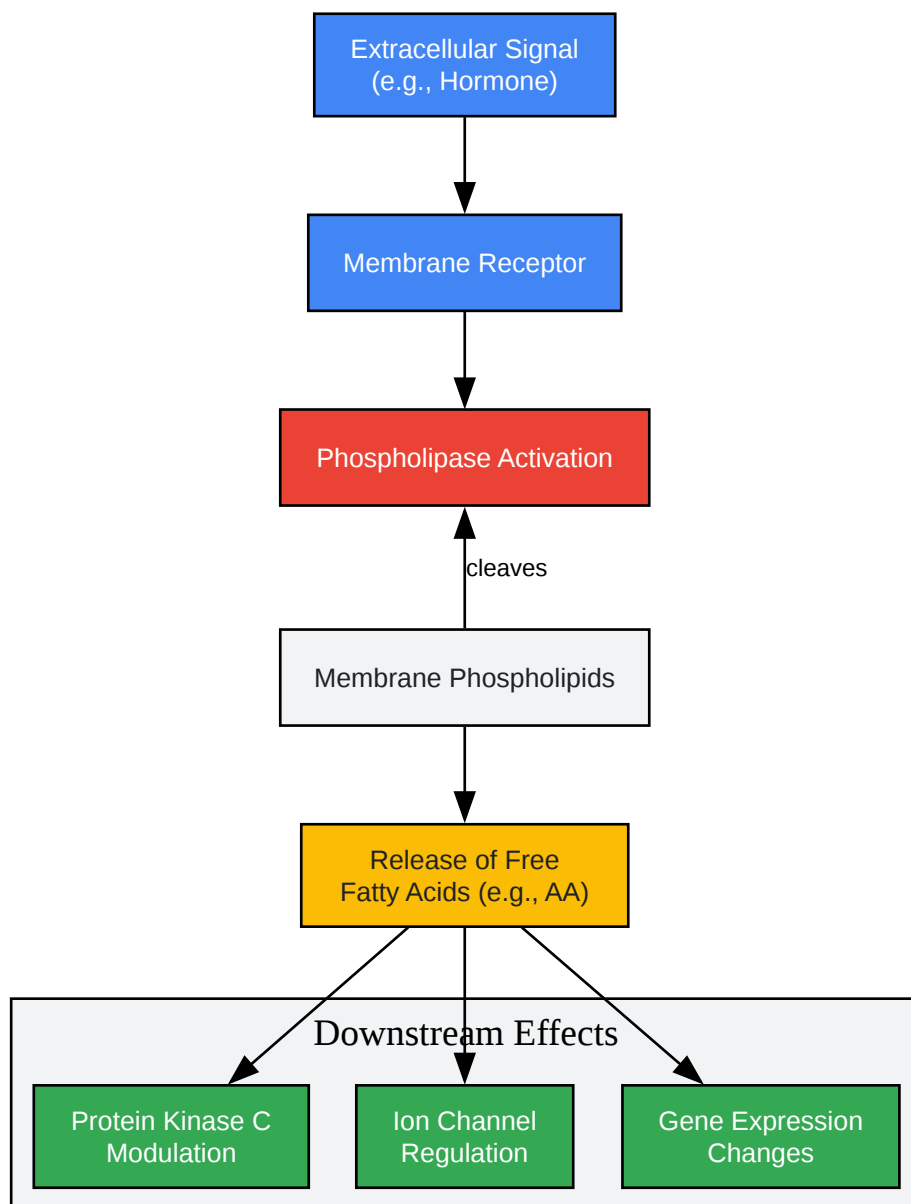 Extracellular Signal
(e.g., Hormone)
Membrane Receptor
Phospholipase Activation
cleaves
Membrane Phospholipids
Release of Free
Fatty Acids (e.g., AA)
Downstream Effects
Protein Kinase C
Modulation
Ion Channel
Regulation
Gene Expression
Changes